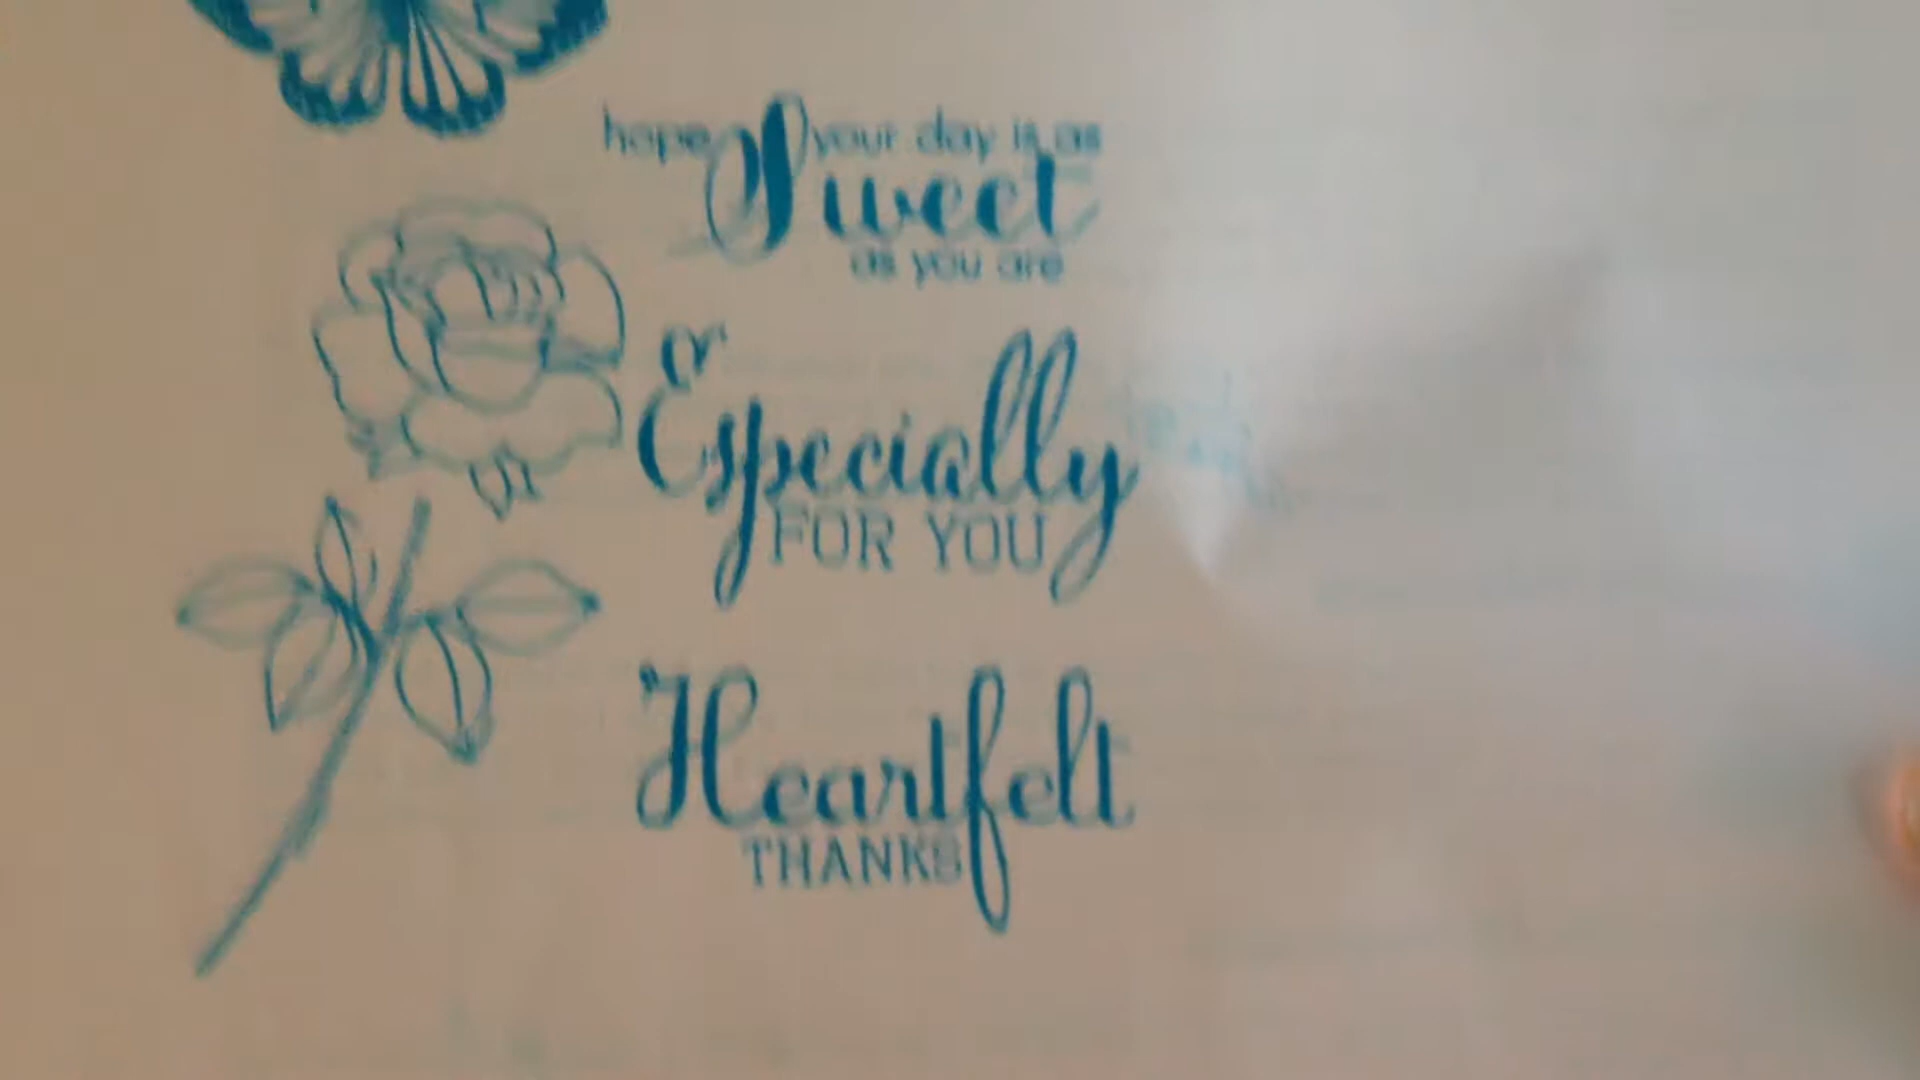 hope your day is as
Sweet
as you are
Especially
FOR YOU
Heartfelt
THANKS